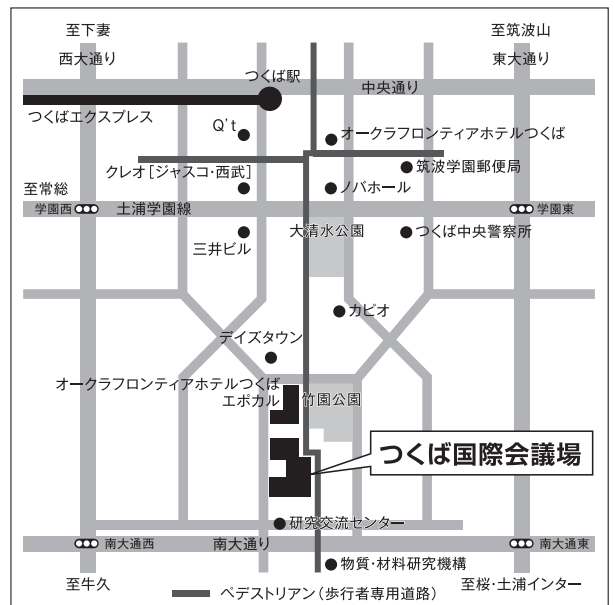 至下妻
至筑波山
西大通り
東大通り
つくば駅
中央通り
つくばエクスプレス
Q't
オークラフロンティアホテルつくば
クレオ［ジャスコ・西武］
筑波学園郵便局
至常総
ノバホール
学園西
土浦学園線
学園東
三井ビル
大清水公園
つくば中央警察所
カピオ
デイズタウン
オークラフロンティアホテルつくば
エポカル
竹園公園
つくば国際会議場
研究交流センター
南大通西
南大通り
南大通東
物質・材料研究機構
至牛久
至桜・土浦インター
ペデストリアン（歩行者専用道路）